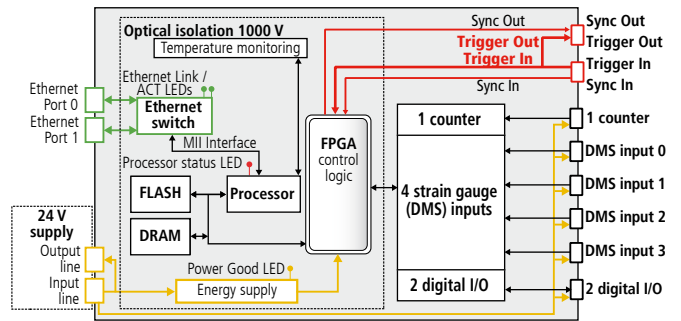 Optical isolation 1000 V
Temperature monitoring
Sync Out
Sync Out
Trigger Out
Trigger Out
Trigger In
Trigger In
Sync In
Sync In
Ethernet
Port 0
Ethernet
Port 1
Ethernet Link /
ACT LEDs
Ethernet
switch
MII Interface
Processor status LED
FLASH
Processor
DRAM
FPGA
control
logic
1 counter
4 strain gauge
(DMS) inputs
2 digital I/O
1 counter
DMS input 0
DMS input 1
DMS input 2
DMS input 3
2 digital I/O
24 V
supply
Output
line
Input
line
Power Good LED
Energy supply